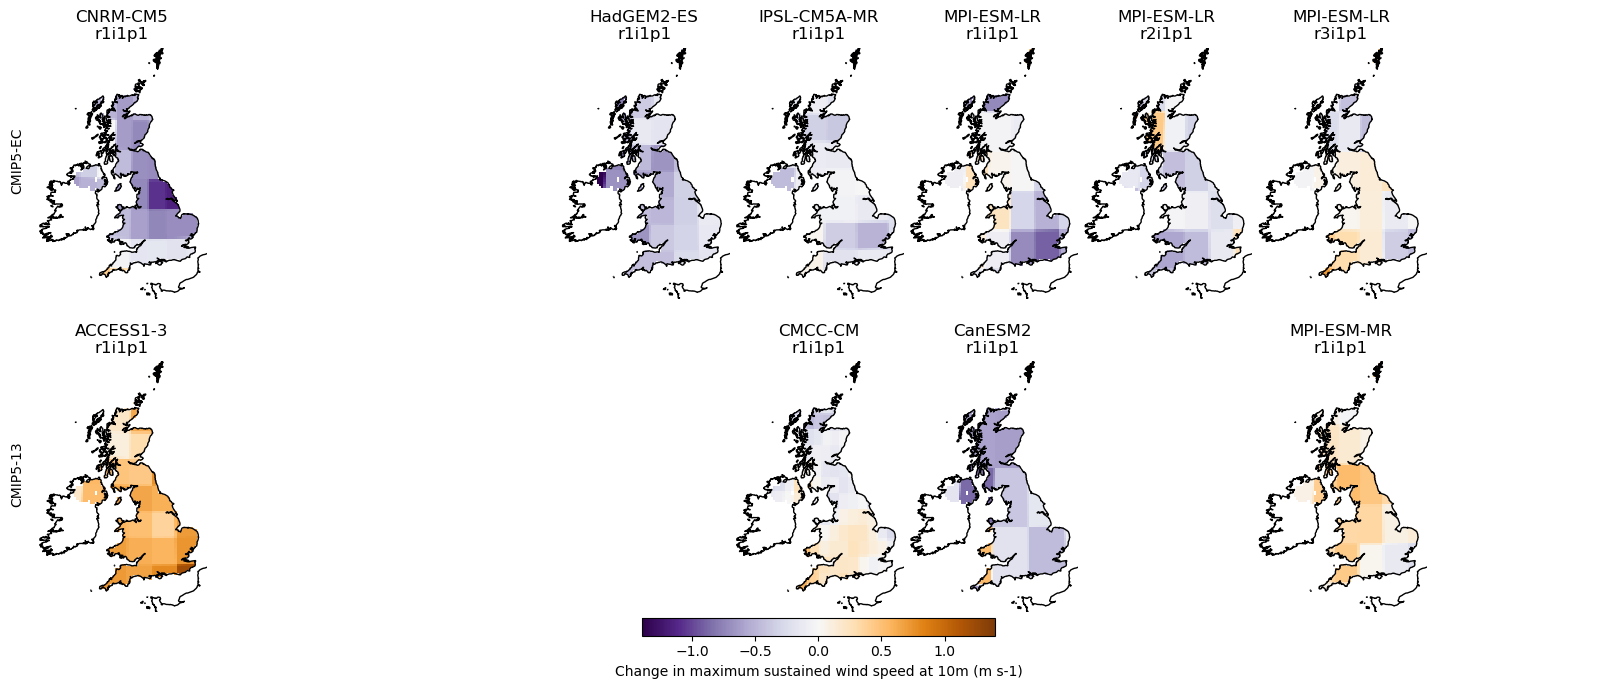 CNRM-CM5
r1i1p1
HadGEM2-ES
r1i1p1
IPSL-CM5A-MR
r1i1p1
MPI-ESM-LR
r1i1p1
MPI-ESM-LR
r2i1p1
MPI-ESM-LR
r3i1p1
CMIP5-EC
ACCESS1-3
r1i1p1
CMCC-CM
r1i1p1
CanESM2
r1i1p1
MPI-ESM-MR
r1i1p1
CMIP5-13
−1.0 −0.5 0.0 0.5 1.0
Change in maximum sustained wind speed at 10m (m s-1)